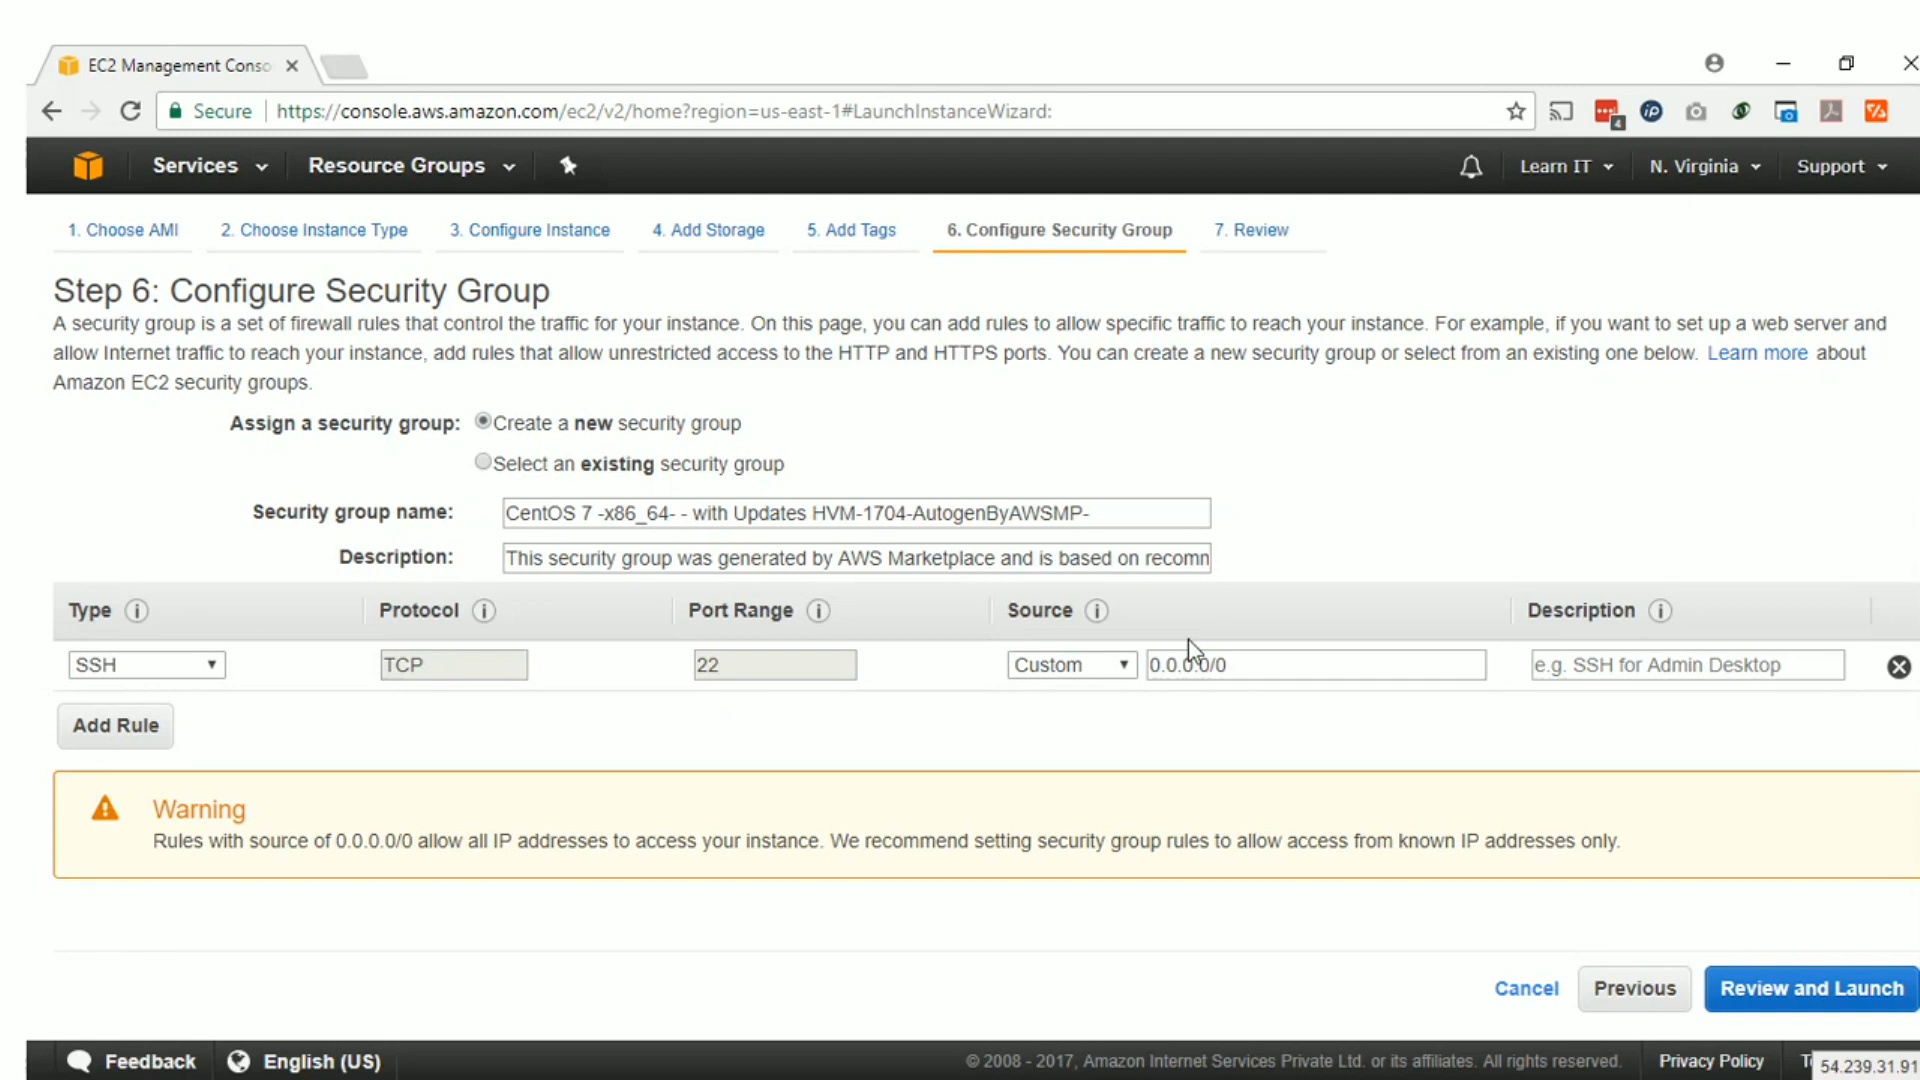 EC2 Management Conso
Secure https://console.aws.amazon.com/ec2/v2/home?region=us-east-1#LaunchInstanceWizard:
4
Services Resource Groups Learn IT N. Virginia Support
1. Choose AMI 2. Choose Instance Type 3. Configure Instance 4. Add Storage 5. Add Tags 6. Configure Security Group 7. Review
Step 6: Configure Security Group
A security group is a set of firewall rules that control the traffic for your instance. On this page, you can add rules to allow specific traffic to reach your instance. For example, if you want to set up a web server and
allow Internet traffic to reach your instance, add rules that allow unrestricted access to the HTTP and HTTPS ports. You can create a new security group or select from an existing one below. Learn more about
Amazon EC2 security groups.
Assign a security group: Create a new security group
Select an existing security group
Security group name: CentOS 7 -x86_64- - with Updates HVM-1704-AutogenByAWSMP-
Description: This security group was generated by AWS Marketplace and is based on recomn
Type i Protocol i Port Range i Source i Description i
SSH TCP 22 Custom 0.0.0.0/0 e.g. SSH for Admin Desktop
Add Rule
Warning
Rules with source of 0.0.0.0/0 allow all IP addresses to access your instance. We recommend setting security group rules to allow access from known IP addresses only.
Cancel Previous Review and Launch
Feedback English (US) © 2008 - 2017, Amazon Internet Services Private Ltd. or its affiliates. All rights reserved. Privacy Policy
54.239.31.91